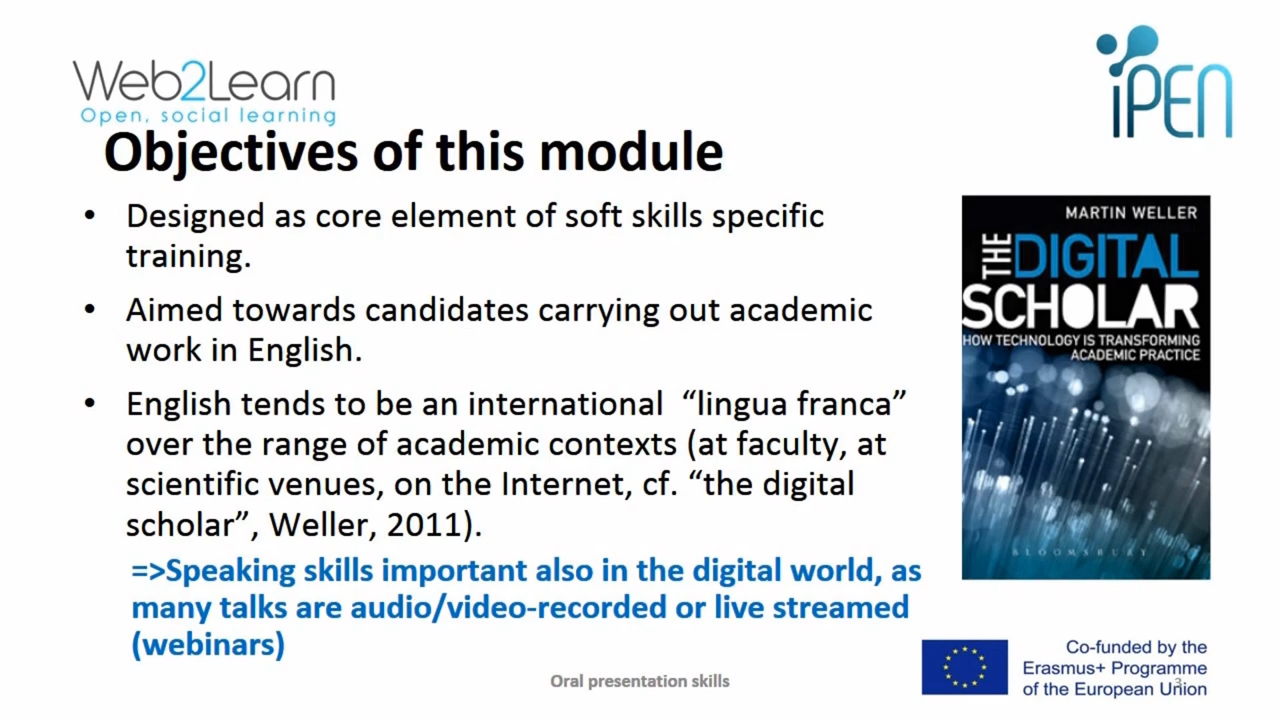 Web2Learn
Open, social learning
iPEN
Objectives of this module
• Designed as core element of soft skills specific
training.
• Aimed towards candidates carrying out academic
work in English.
• English tends to be an international “lingua franca”
over the range of academic contexts (at faculty, at
scientific venues, on the Internet, cf. “the digital
scholar”, Weller, 2011).
=>Speaking skills important also in the digital world, as
many talks are audio/video-recorded or live streamed
(webinars)
MARTIN WELLER
THE DIGITAL
SCHOLAR
HOW TECHNOLOGY IS TRANSFORMING
ACADEMIC PRACTICE
BLOOMSBURY
Oral presentation skills
Co-funded by the
Erasmus+ Programme
of the European Union
3